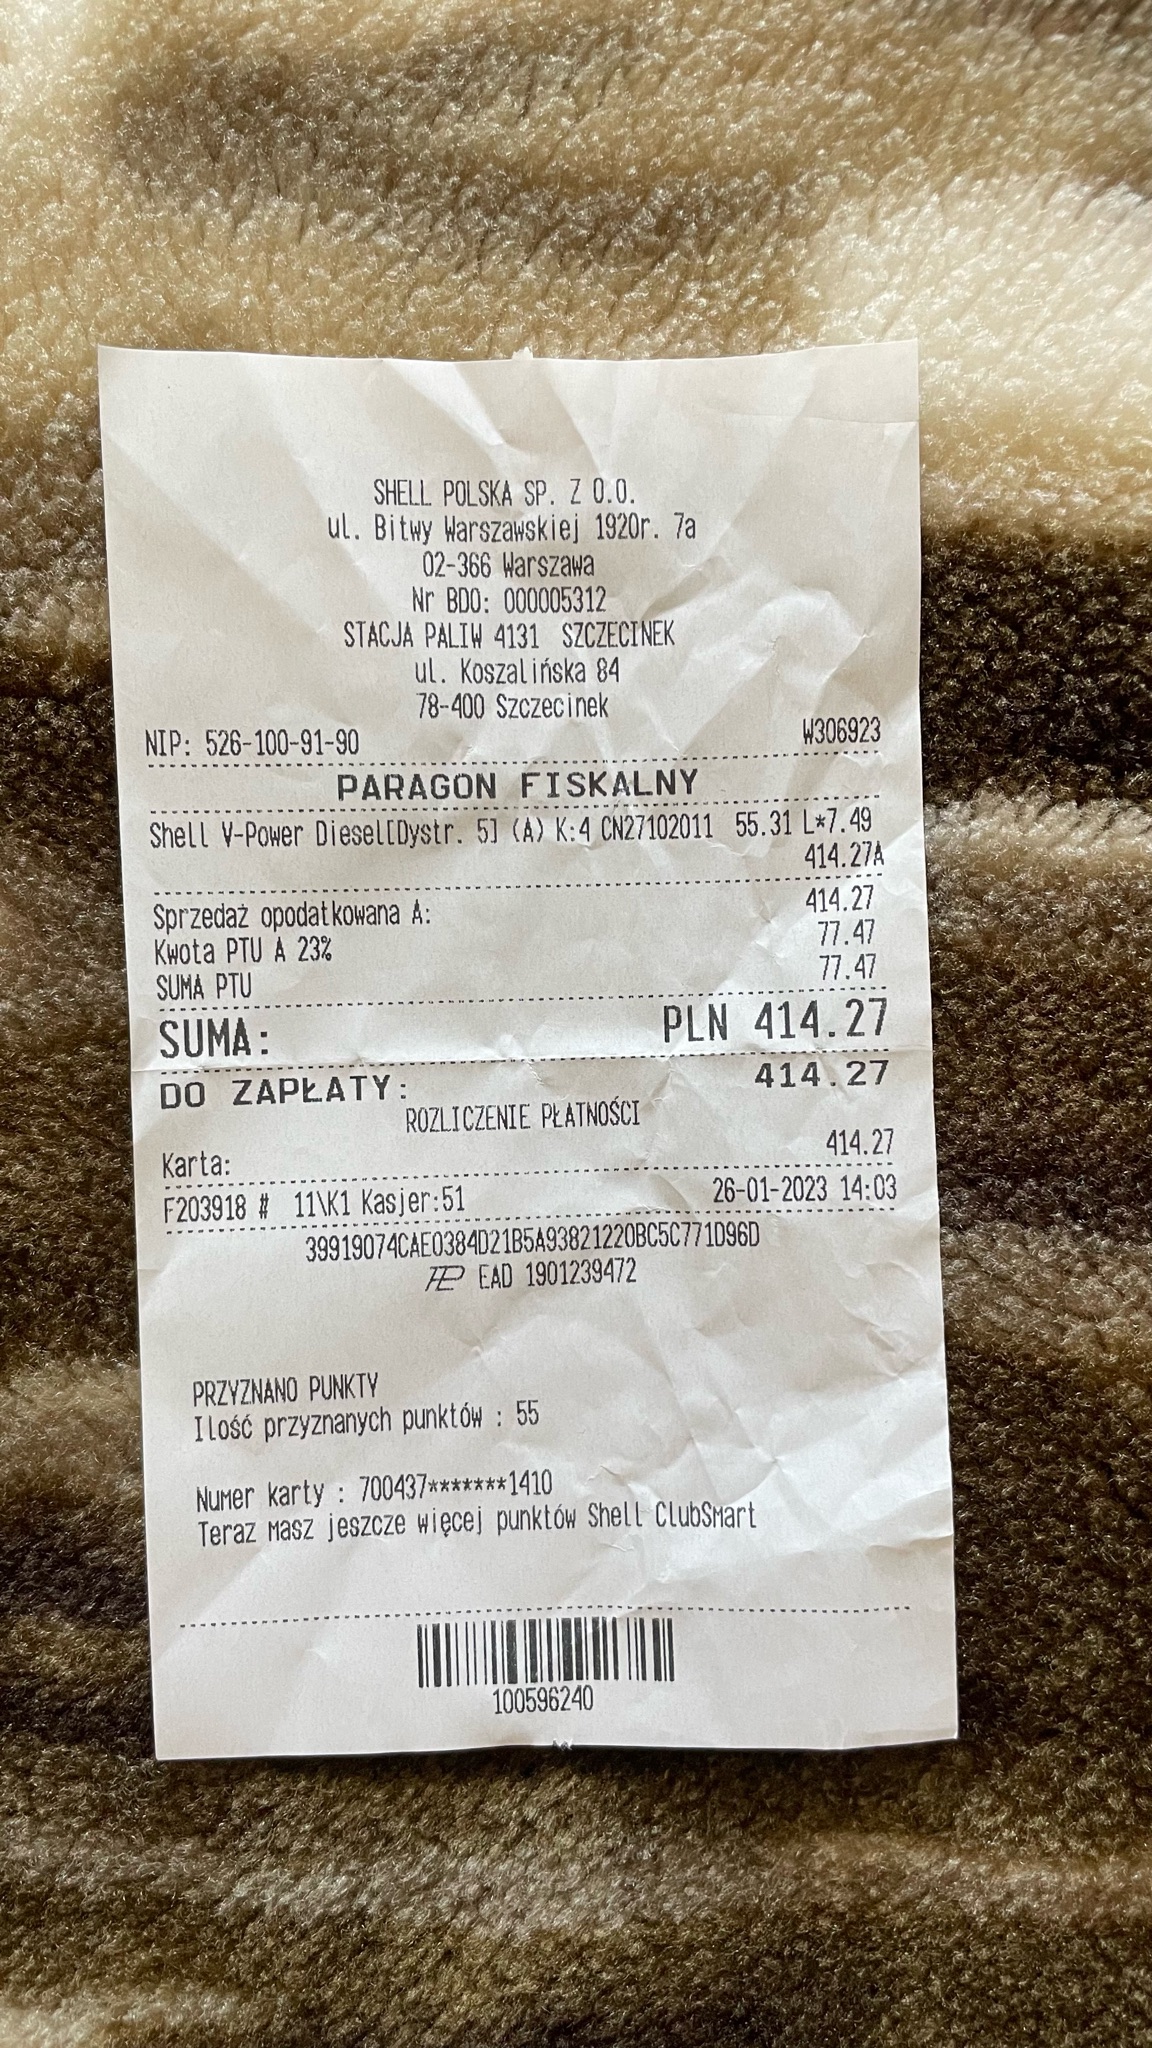 SHELL POLSKA SP. Z O.O.
ul. Bitwy Warszawskiej 1920r. 7a
02-366 Warszawa
Nr BDO: 000005312
STACJA PALIW 4131 SZCZECINEK
ul. Koszalińska 84
78-400 Szczecinek
NIP: 526-100-91-90 W306923
PARAGON FISKALNY
Shell V-Power Diesel[Dystr. 5] (A) K:4 CN27102011 55.31 L*7.49
414.27A
Sprzedaż opodatkowana A: 414.27
Kwota PTU A 23% 77.47
SUMA PTU 77.47
SUMA: PLN 414.27
DO ZAPŁATY: 414.27
ROZLICZENIE PŁATNOŚCI
Karta: 414.27
F203918 # 11\K1 Kasjer:51 26-01-2023 14:03
39919074CAE0384D21B5A93821220BC5C771D96D
EAD 1901239472
PRZYZNANO PUNKTY
Ilość przyznanych punktów : 55
Numer karty : 700437*******1410
Teraz masz jeszcze więcej punktów Shell ClubSmart
100596240